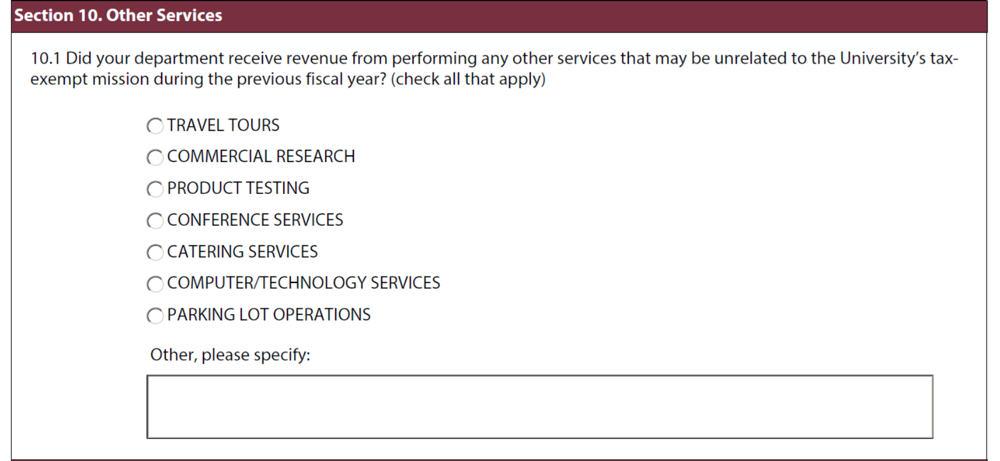 Section 10. Other Services
10.1 Did your department receive revenue from performing any other services that may be unrelated to the University’s tax-
exempt mission during the previous fiscal year? (check all that apply)
TRAVEL TOURS
COMMERCIAL RESEARCH
PRODUCT TESTING
CONFERENCE SERVICES
CATERING SERVICES
COMPUTER/TECHNOLOGY SERVICES
PARKING LOT OPERATIONS
Other, please specify: